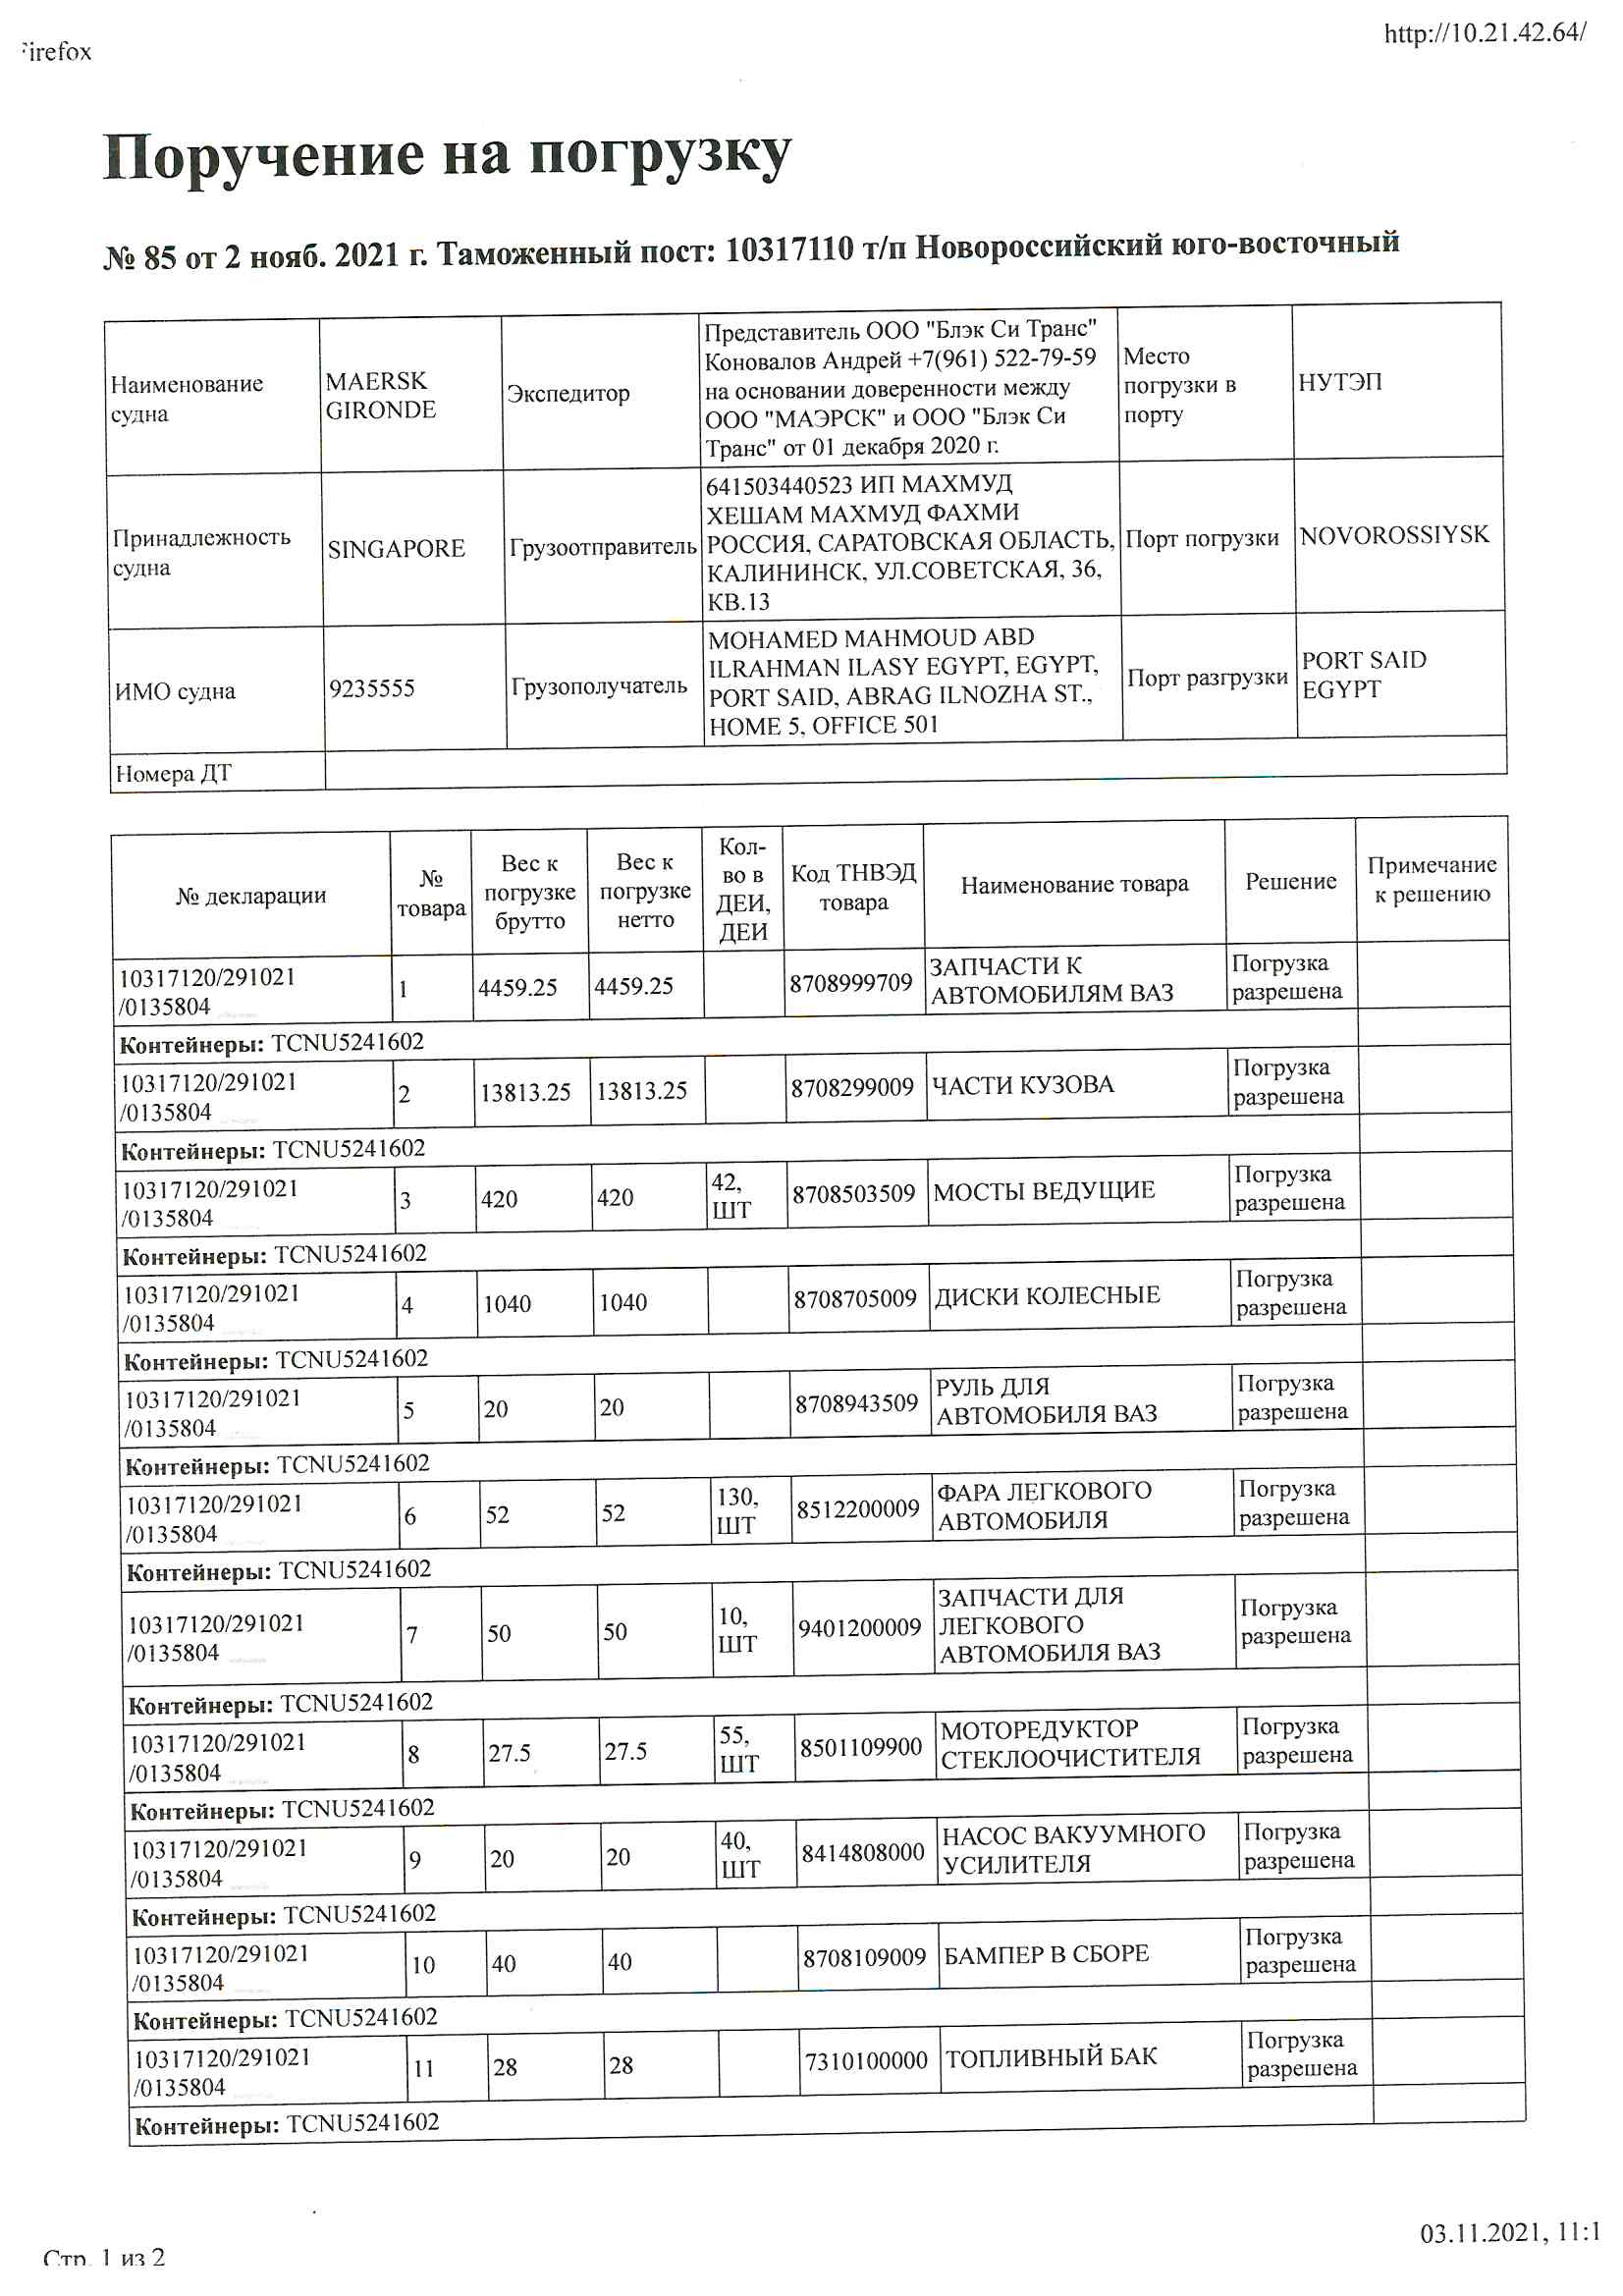 Firefox
http://10.21.42.64/
Поручение на погрузку
№ 85 от 2 нояб. 2021 г. Таможенный пост: 10317110 т/п Новороссийский юго-восточный
Наименование судна
MAERSK GIRONDE
Экспедитор
Представитель ООО "Блэк Си Транс"
Коновалов Андрей +7(961) 522-79-59
на основании доверенности между
ООО "МАЭРСК" и ООО "Блэк Си
Транс" от 01 декабря 2020 г.
Место погрузки в порту
НУТЭП
Принадлежность судна
SINGAPORE
Грузоотправитель
641503440523 ИП МАХМУД
ХЕШАМ МАХМУД ФАХМИ
РОССИЯ, САРАТОВСКАЯ ОБЛАСТЬ,
КАЛИНИНСК, УЛ.СОВЕТСКАЯ, 36,
КВ.13
Порт погрузки
NOVOROSSIYSK
ИМО судна
9235555
Грузополучатель
MOHAMED MAHMOUD ABD
ILRAHMAN ILASY EGYPT, EGYPT,
PORT SAID, ABRAG ILNOZHA ST.,
HOME 5, OFFICE 501
Порт разгрузки
PORT SAID EGYPT
Номера ДТ
№ декларации
№ товара
Вес к погрузке брутто
Вес к погрузке нетто
Кол-во в ДЕИ, ДЕИ
Код ТНВЭД товара
Наименование товара
Решение
Примечание к решению
10317120/291021 /0135804 1 4459.25 4459.25 8708999709 ЗАПЧАСТИ К АВТОМОБИЛЯМ ВАЗ Погрузка разрешена
Контейнеры: TCNU5241602
10317120/291021 /0135804 2 13813.25 13813.25 8708299009 ЧАСТИ КУЗОВА Погрузка разрешена
Контейнеры: TCNU5241602
10317120/291021 /0135804 3 420 420 42, ШТ 8708503509 МОСТЫ ВЕДУЩИЕ Погрузка разрешена
Контейнеры: TCNU5241602
10317120/291021 /0135804 4 1040 1040 8708705009 ДИСКИ КОЛЕСНЫЕ Погрузка разрешена
Контейнеры: TCNU5241602
10317120/291021 /0135804 5 20 20 8708943509 РУЛЬ ДЛЯ АВТОМОБИЛЯ ВАЗ Погрузка разрешена
Контейнеры: TCNU5241602
10317120/291021 /0135804 6 52 52 130, ШТ 8512200009 ФАРА ЛЕГКОВОГО АВТОМОБИЛЯ Погрузка разрешена
Контейнеры: TCNU5241602
10317120/291021 /0135804 7 50 50 10, ШТ 9401200009 ЗАПЧАСТИ ДЛЯ ЛЕГКОВОГО АВТОМОБИЛЯ ВАЗ Погрузка разрешена
Контейнеры: TCNU5241602
10317120/291021 /0135804 8 27.5 27.5 55, ШТ 8501109900 МОТОРЕДУКТОР СТЕКЛООЧИСТИТЕЛЯ Погрузка разрешена
Контейнеры: TCNU5241602
10317120/291021 /0135804 9 20 20 40, ШТ 8414808000 НАСОС ВАКУУМНОГО УСИЛИТЕЛЯ Погрузка разрешена
Контейнеры: TCNU5241602
10317120/291021 /0135804 10 40 40 8708109009 БАМПЕР В СБОРЕ Погрузка разрешена
Контейнеры: TCNU5241602
10317120/291021 /0135804 11 28 28 7310100000 ТОПЛИВНЫЙ БАК Погрузка разрешена
Контейнеры: TCNU5241602
Стр. 1 из 2
03.11.2021, 11:1